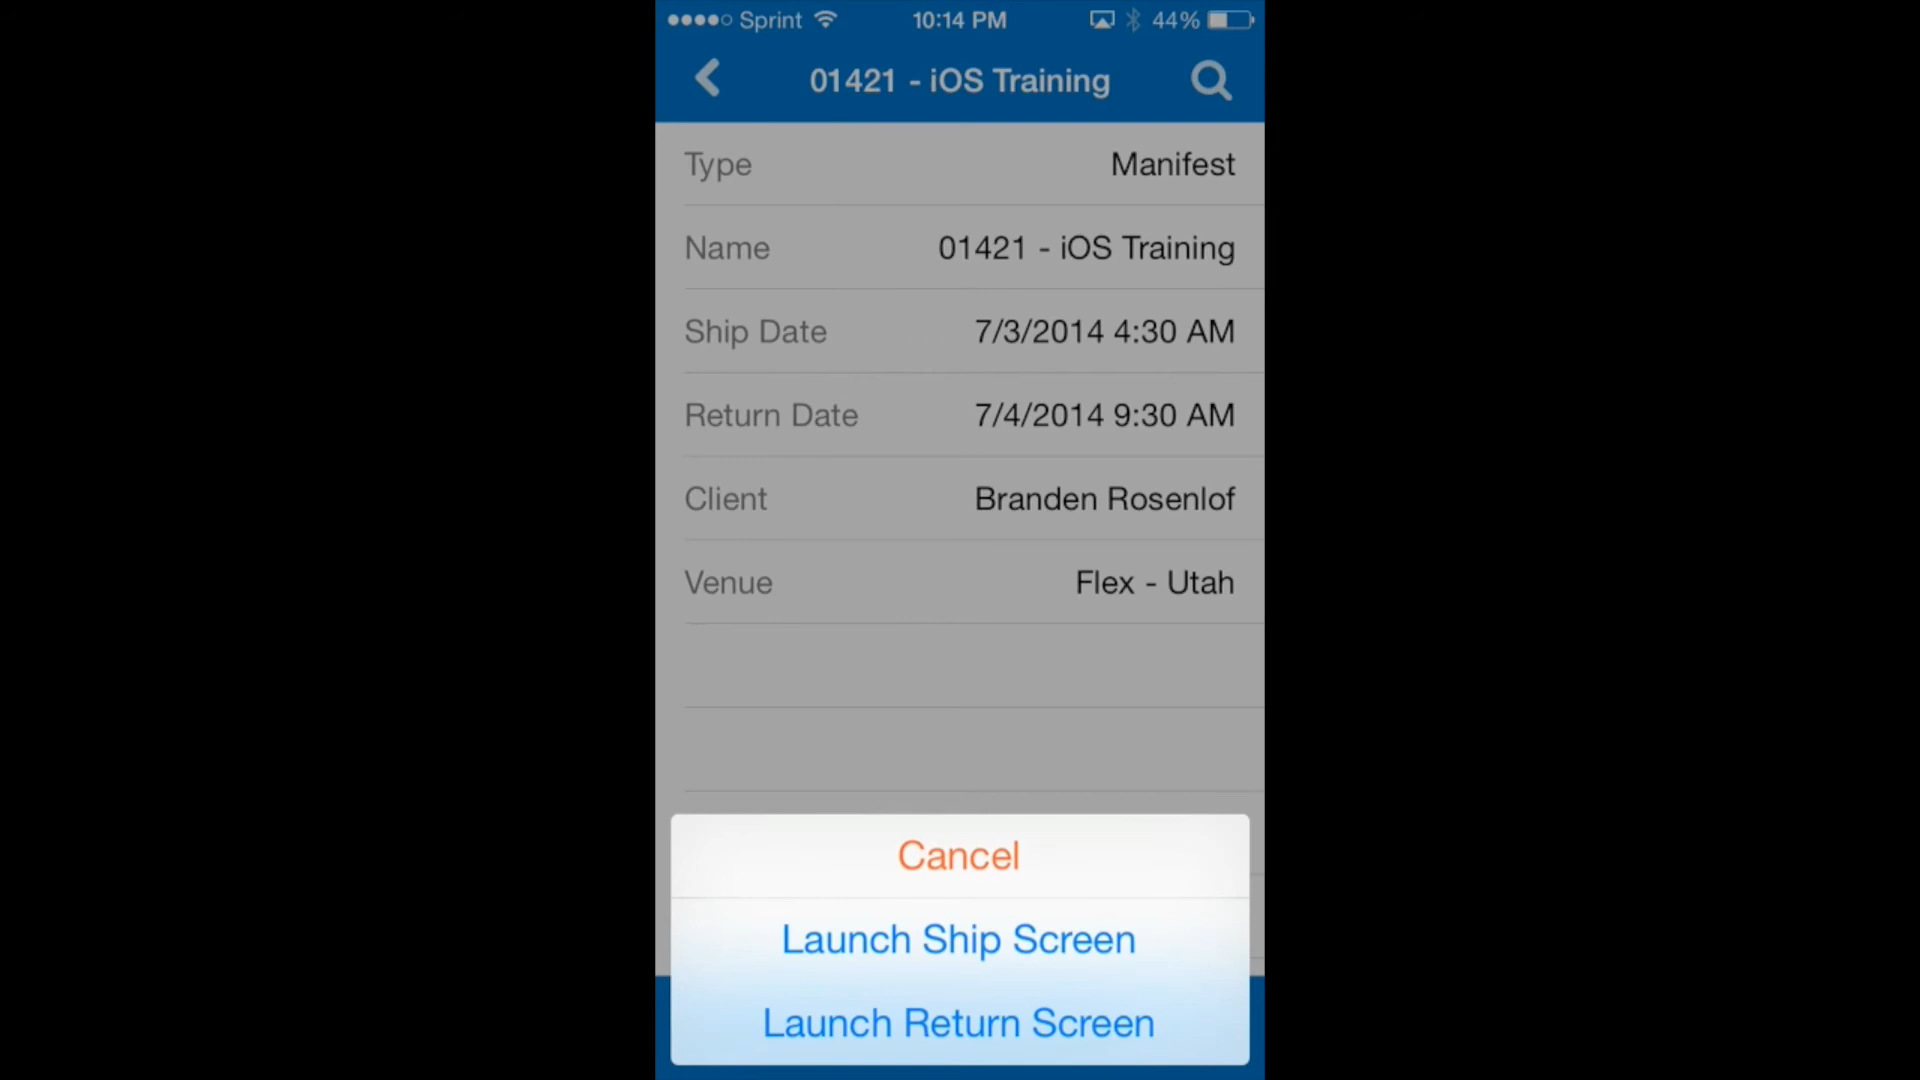 Sprint 10:14 PM 44%
01421 - iOS Training
Type Manifest
Name 01421 - iOS Training
Ship Date 7/3/2014 4:30 AM
Return Date 7/4/2014 9:30 AM
Client Branden Rosenlof
Venue Flex - Utah
Cancel
Launch Ship Screen
Launch Return Screen